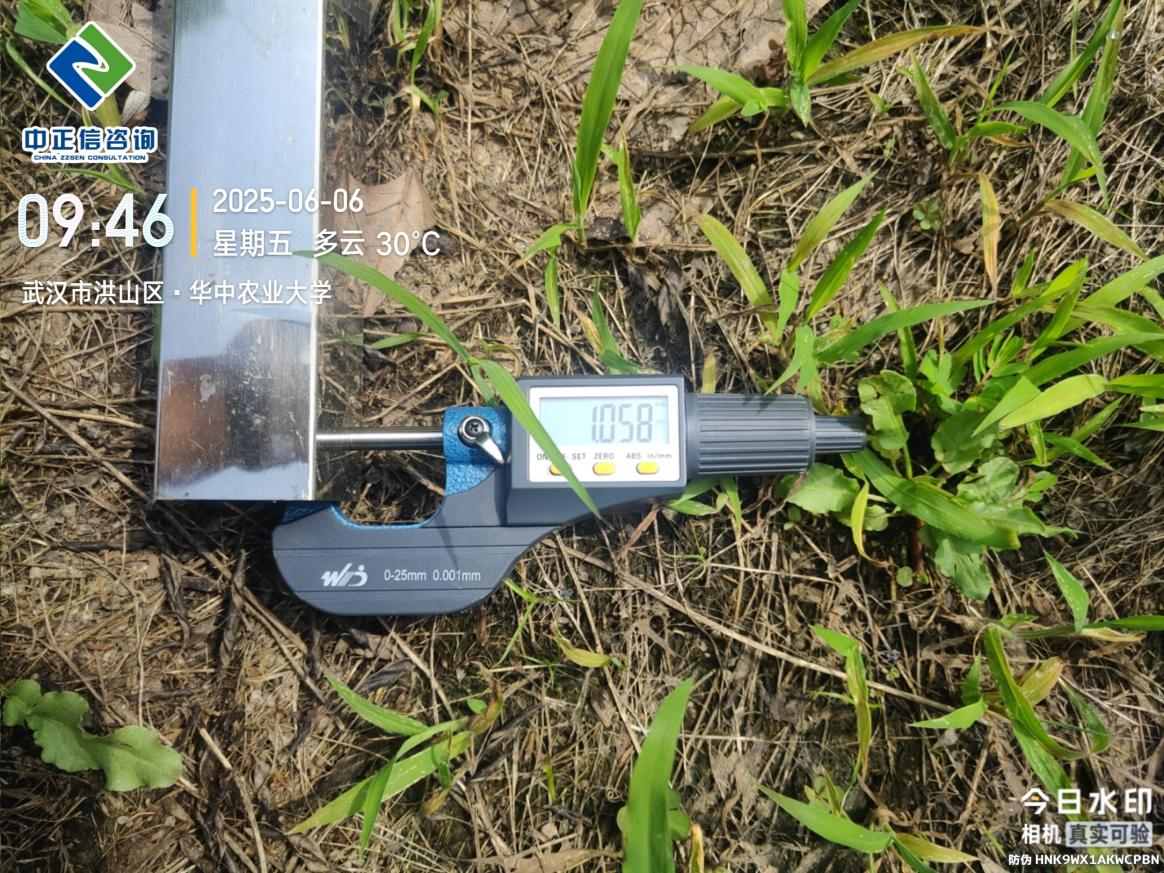 中正信咨询
CHINA ZZSEN CONSULTATION
09:46
2025-06-06
星期五 多云 30°C
武汉市洪山区·华中农业大学
1.058
SET ZERO ABS in/mm
0-25mm 0.001mm
今日水印
相机 真实可验
防伪 HNK9WX1AKWCPBN